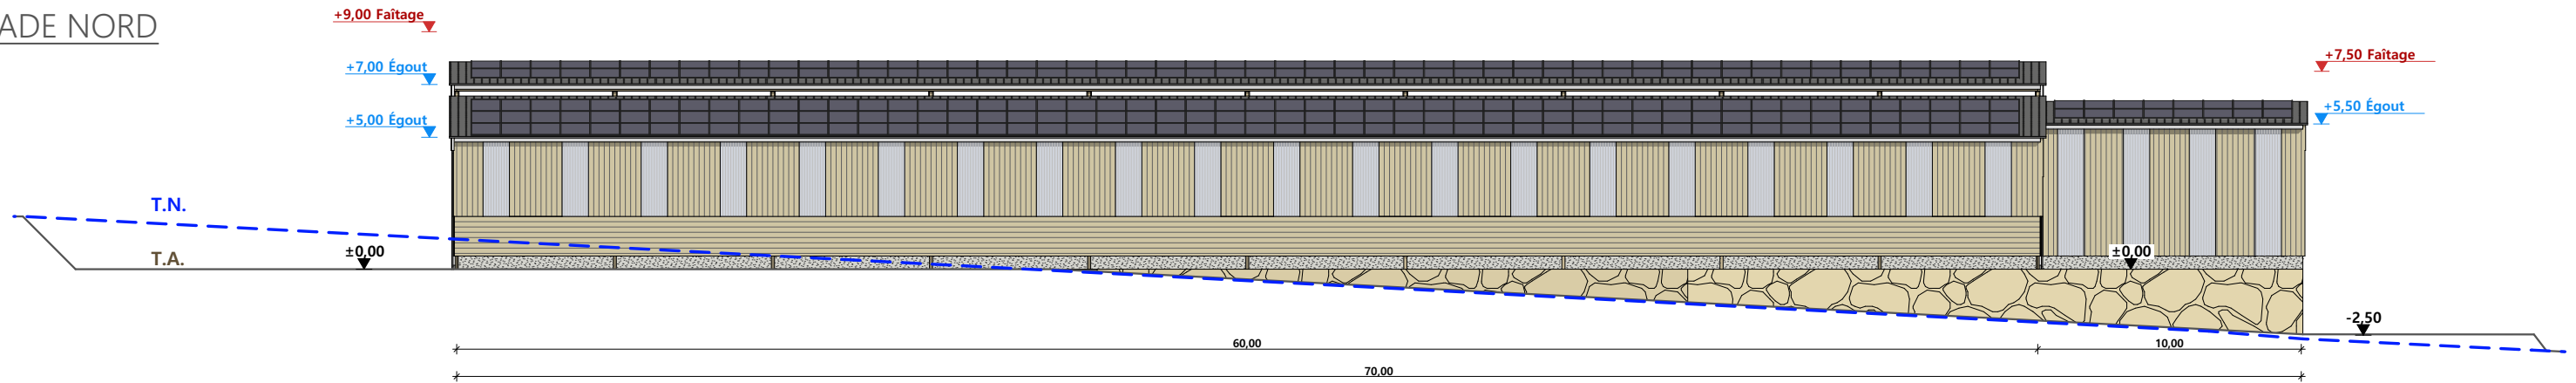 ADE NORD
+9,00 Faîtage
+7,00 Égout
+5,00 Égout
+7,50 Faîtage
+5,50 Égout
T.N.
T.A.
±0,00
±0,00
-2,50
60,00
10,00
70,00